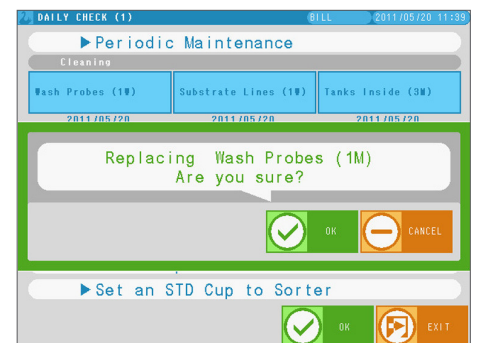 DAILY CHECK (1) BILL 2011/05/20 11:39
▶Periodic Maintenance
Cleaning
Wash Probes (1W) Substrate Lines (1W) Tanks Inside (3M)
2011/05/20 2011/05/20 2011/05/20
Replacing Wash Probes (1M)
Are you sure?
OK CANCEL
▶Set an STD Cup to Sorter
OK EXIT